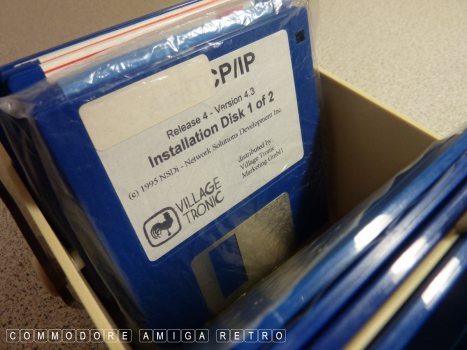 CP/IP
Release 4 - Version 4.3
Installation Disk 1 of 2
(c) 1995 NSDi - Network Solutions Development Inc.
distributed by:
Village Tronic
Marketing GmbH
VILLAGE
TRONIC
COMMODORE AMIGA RETRO